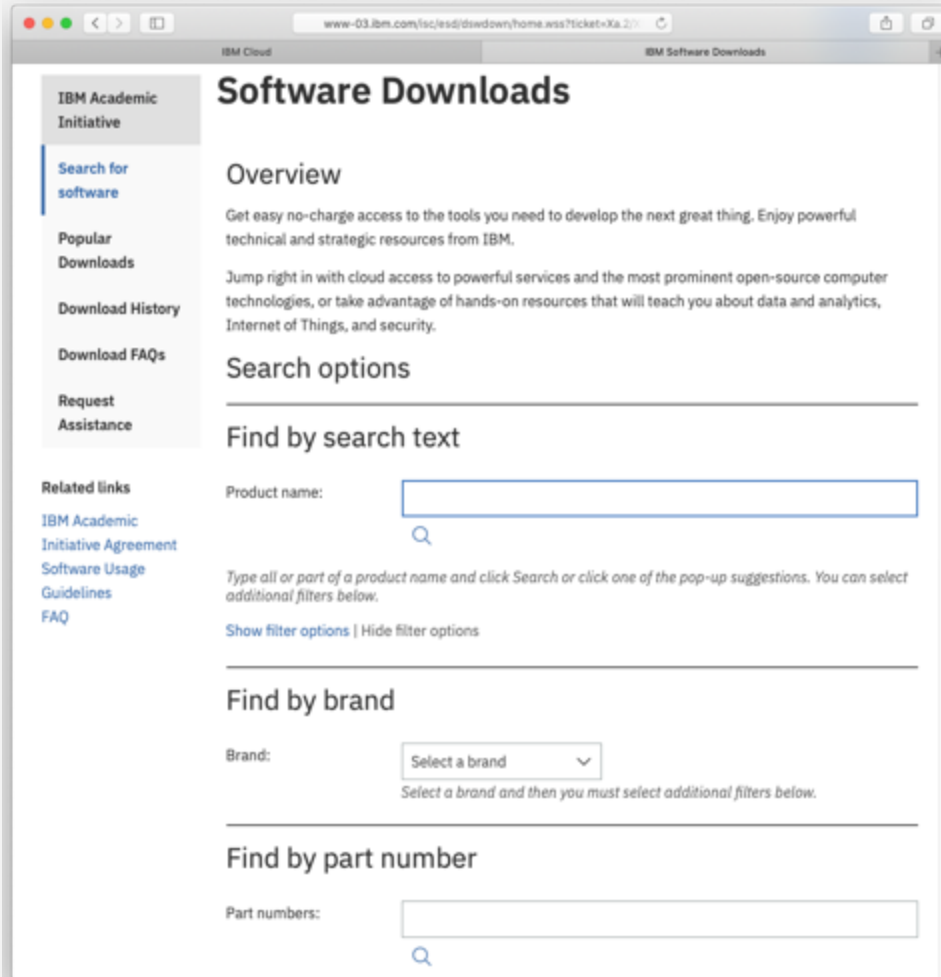 www-03.ibm.com/isc/esd/dswdown/home.wss?ticket=Xa.2/
IBM Cloud
IBM Software Downloads
IBM Academic
Initiative
Search for
software
Popular
Downloads
Download History
Download FAQs
Request
Assistance
Related links
IBM Academic
Initiative Agreement
Software Usage
Guidelines
FAQ
Software Downloads
Overview
Get easy no-charge access to the tools you need to develop the next great thing. Enjoy powerful
technical and strategic resources from IBM.
Jump right in with cloud access to powerful services and the most prominent open-source computer
technologies, or take advantage of hands-on resources that will teach you about data and analytics,
Internet of Things, and security.
Search options
Find by search text
Product name:
Type all or part of a product name and click Search or click one of the pop-up suggestions. You can select
additional filters below.
Show filter options | Hide filter options
Find by brand
Brand:
Select a brand
Select a brand and then you must select additional filters below.
Find by part number
Part numbers: